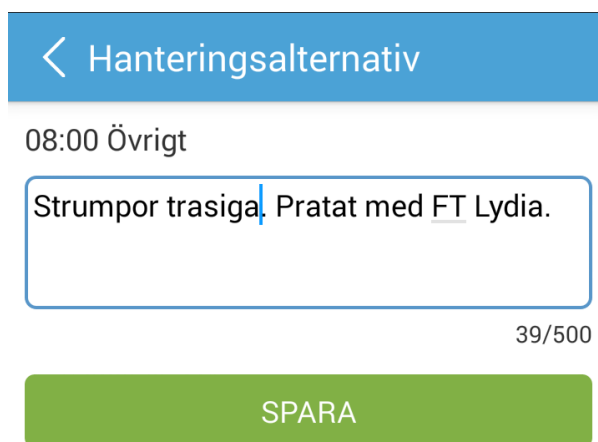 Hanteringsalternativ
08:00 Övrigt
Strumpor trasiga. Pratat med FT Lydia.
39/500
SPARA